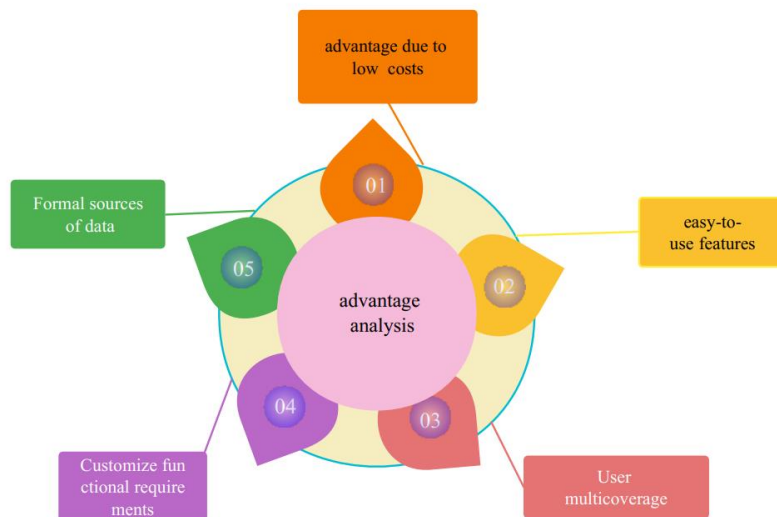 advantage due to
low costs
01
Formal sources
of data
easy-to-
use features
05
02
advantage
analysis
04
03
Customize fun
ctional require
ments
User
multicoverage